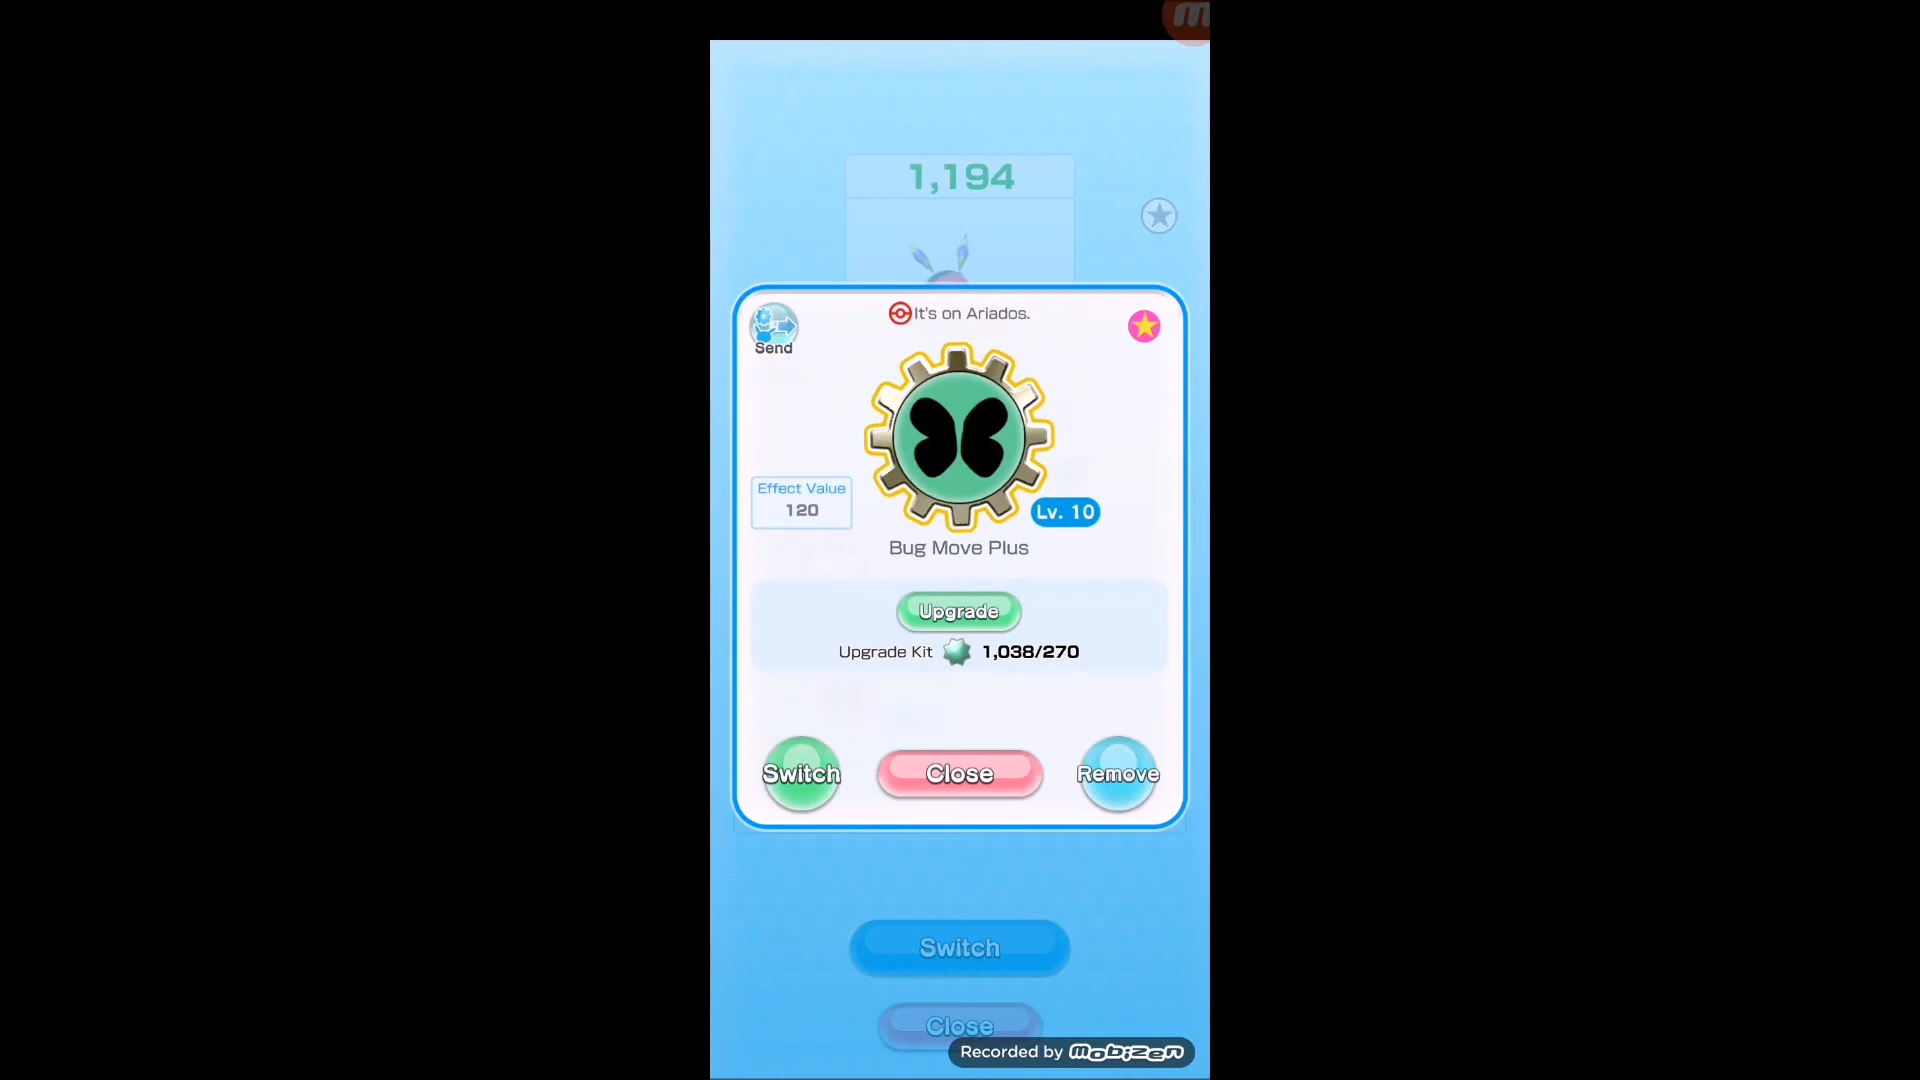 1,194
It's on Ariados.
Send
Effect Value
120
Lv. 10
Bug Move Plus
Upgrade
Upgrade Kit 1,038/270
Switch Close Remove
Switch
Close
Recorded by mobizen